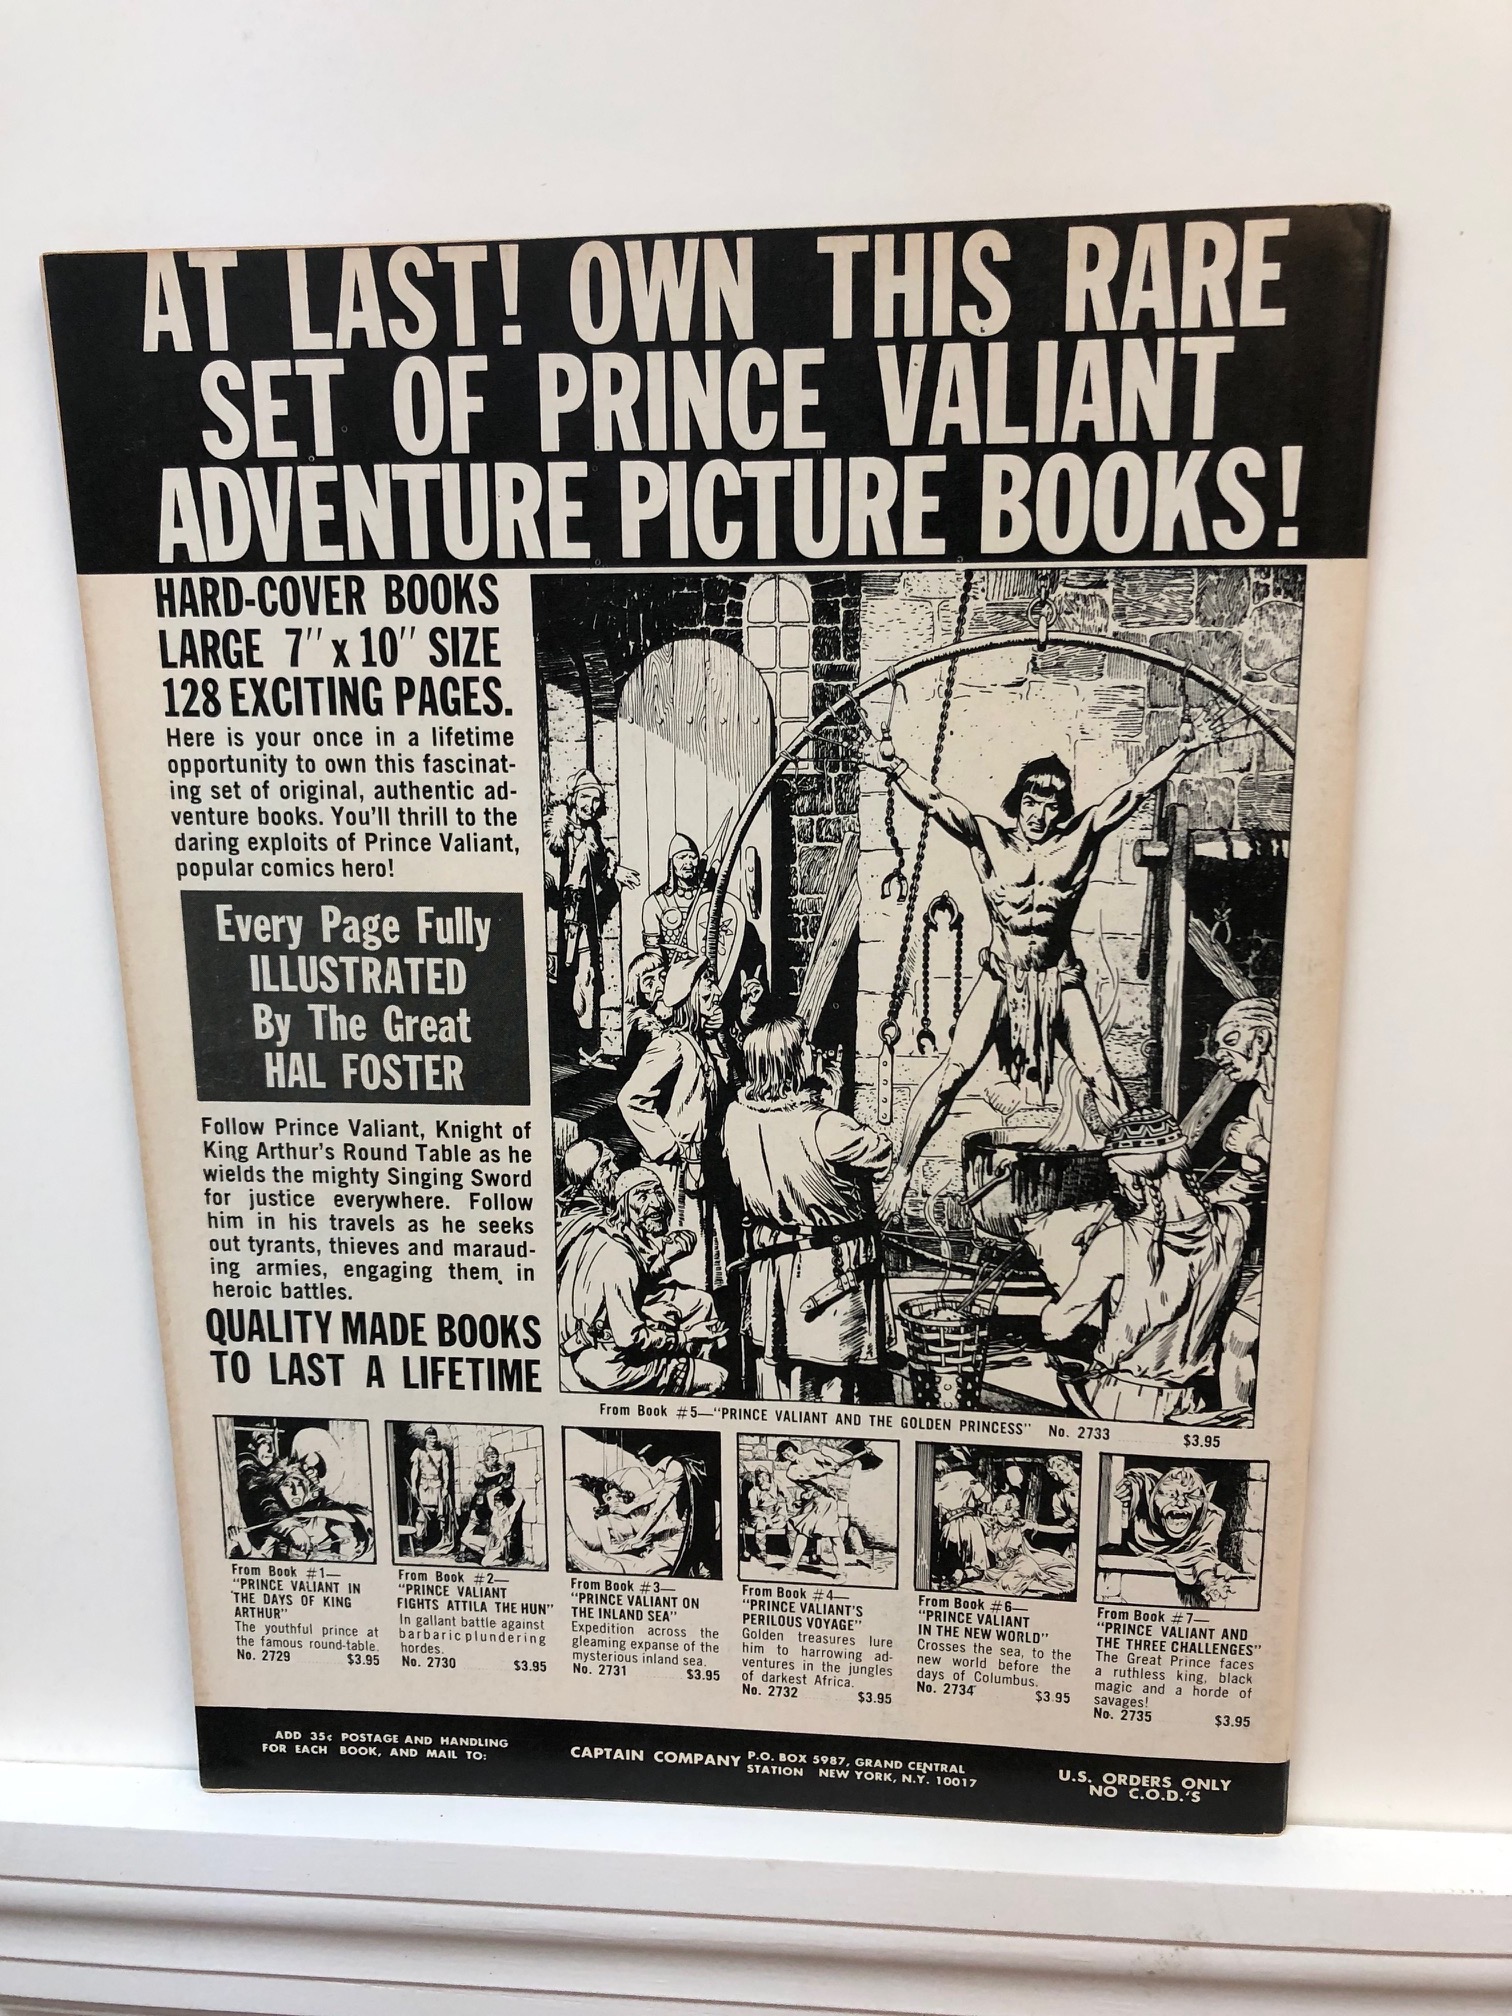 AT LAST! OWN THIS RARE
SET OF PRINCE VALIANT
ADVENTURE PICTURE BOOKS!
HARD-COVER BOOKS
LARGE 7" x 10" SIZE
128 EXCITING PAGES.
Here is your once in a lifetime
opportunity to own this fascinat-
ing set of original, authentic ad-
venture books. You'll thrill to the
daring exploits of Prince Valiant,
popular comics hero!
Every Page Fully
ILLUSTRATED
By The Great
HAL FOSTER
Follow Prince Valiant, Knight of
King Arthur's Round Table as he
wields the mighty Singing Sword
for justice everywhere. Follow
him in his travels as he seeks
out tyrants, thieves and maraud-
ing armies, engaging them in
heroic battles.
QUALITY MADE BOOKS
TO LAST A LIFETIME
From Book #5—"PRINCE VALIANT AND THE GOLDEN PRINCESS" No. 2733 $3.95
From Book #1—
"PRINCE VALIANT IN
THE DAYS OF KING
ARTHUR"
The youthful prince at
the famous round-table.
No. 2729 $3.95
From Book #2—
"PRINCE VALIANT
FIGHTS ATTILA THE HUN"
In gallant battle against
barbaric plundering
hordes.
No. 2730 $3.95
From Book #3—
"PRINCE VALIANT ON
THE INLAND SEA"
Expedition across the
gleaming expanse of the
mysterious inland sea.
No. 2731 $3.95
From Book #4—
"PRINCE VALIANT'S
PERILOUS VOYAGE"
Golden treasures lure
him to harrowing ad-
ventures in the jungles
of darkest Africa.
No. 2732 $3.95
From Book #6—
"PRINCE VALIANT
IN THE NEW WORLD"
Crosses the sea, to the
new world before the
days of Columbus.
No. 2734 $3.95
From Book #7—
"PRINCE VALIANT AND
THE THREE CHALLENGES"
The Great Prince faces
a ruthless king, black
magic and a horde of
savages!
No. 2735 $3.95
ADD 35¢ POSTAGE AND HANDLING
FOR EACH BOOK, AND MAIL TO:
CAPTAIN COMPANY P.O. BOX 5987, GRAND CENTRAL
STATION NEW YORK, N.Y. 10017
U.S. ORDERS ONLY
NO C.O.D.'S